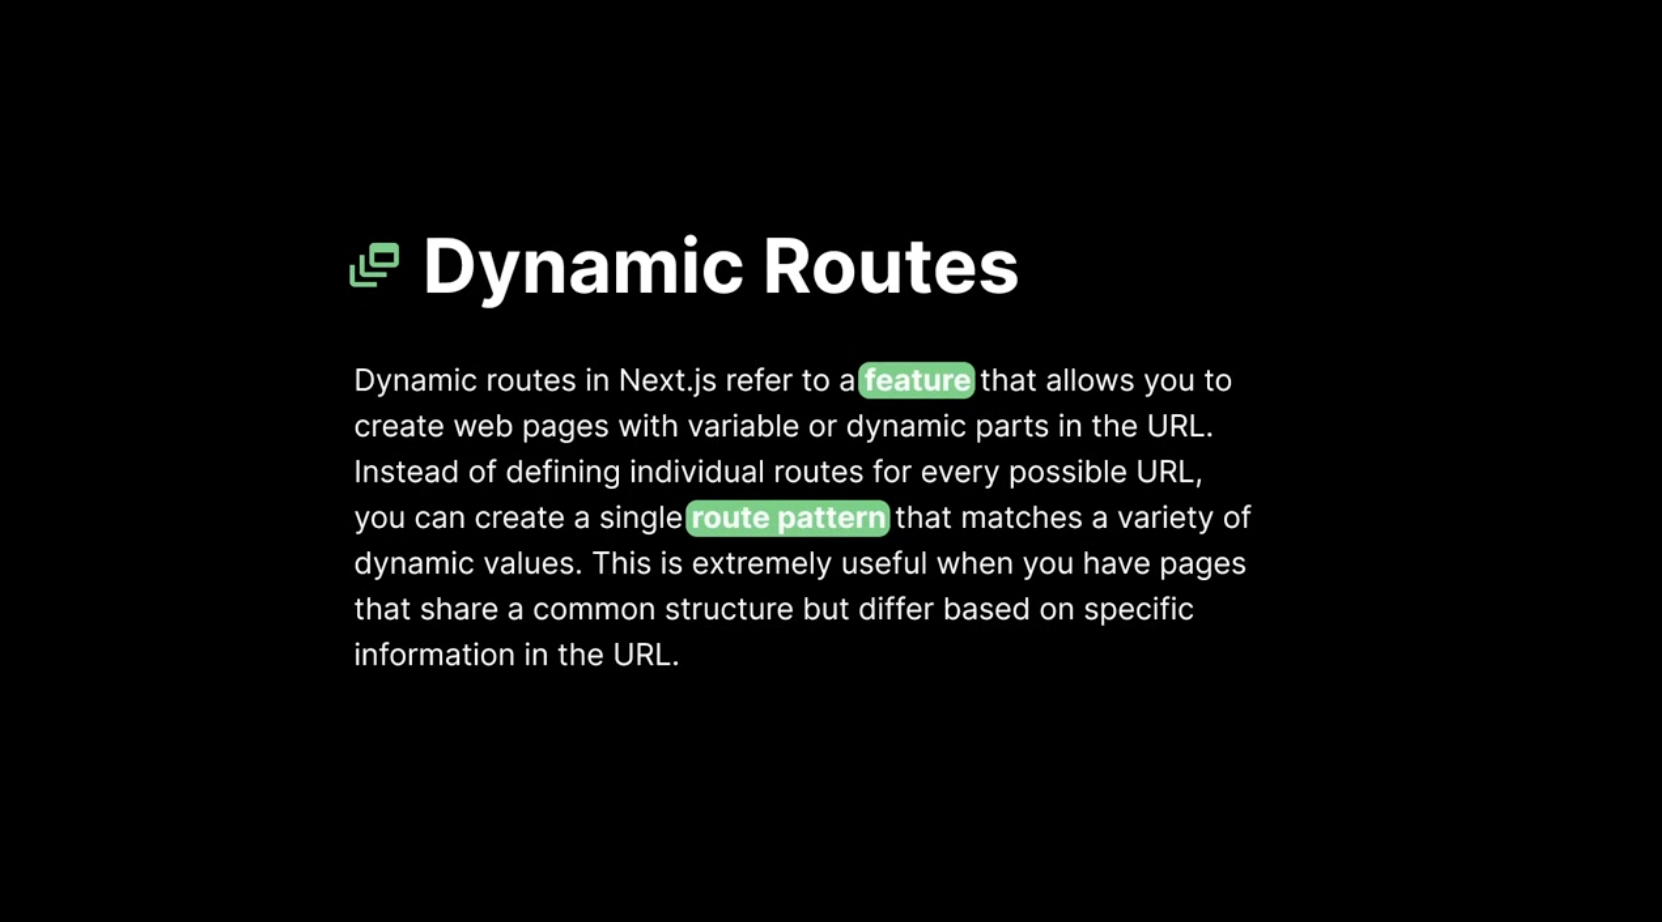 Dynamic Routes
Dynamic routes in Next.js refer to a feature that allows you to
create web pages with variable or dynamic parts in the URL.
Instead of defining individual routes for every possible URL,
you can create a single route pattern that matches a variety of
dynamic values. This is extremely useful when you have pages
that share a common structure but differ based on specific
information in the URL.